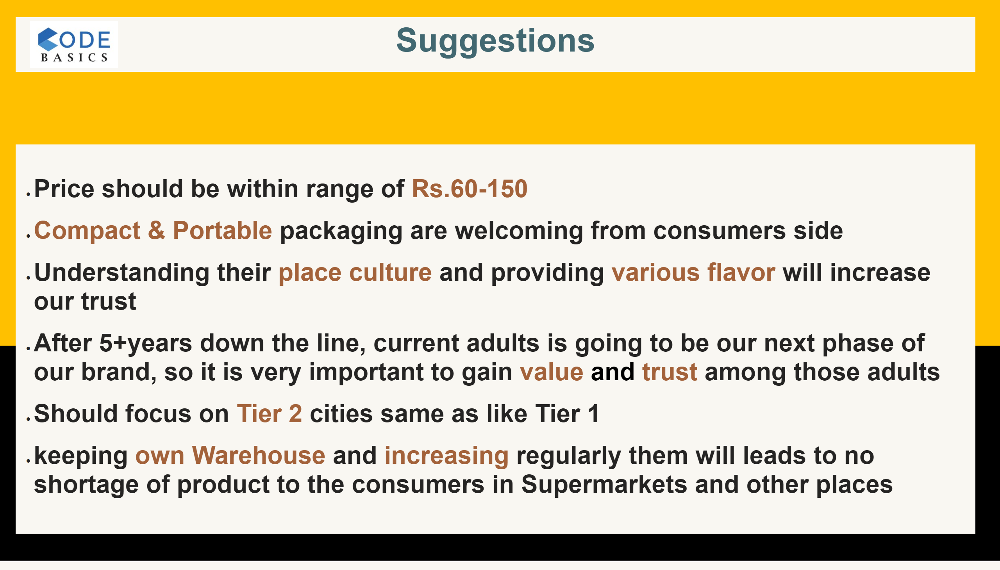 CODE
BASICS
Suggestions
.Price should be within range of Rs.60-150
.Compact & Portable packaging are welcoming from consumers side
.Understanding their place culture and providing various flavor will increase
our trust
.After 5+years down the line, current adults is going to be our next phase of
our brand, so it is very important to gain value and trust among those adults
.Should focus on Tier 2 cities same as like Tier 1
.keeping own Warehouse and increasing regularly them will leads to no
shortage of product to the consumers in Supermarkets and other places